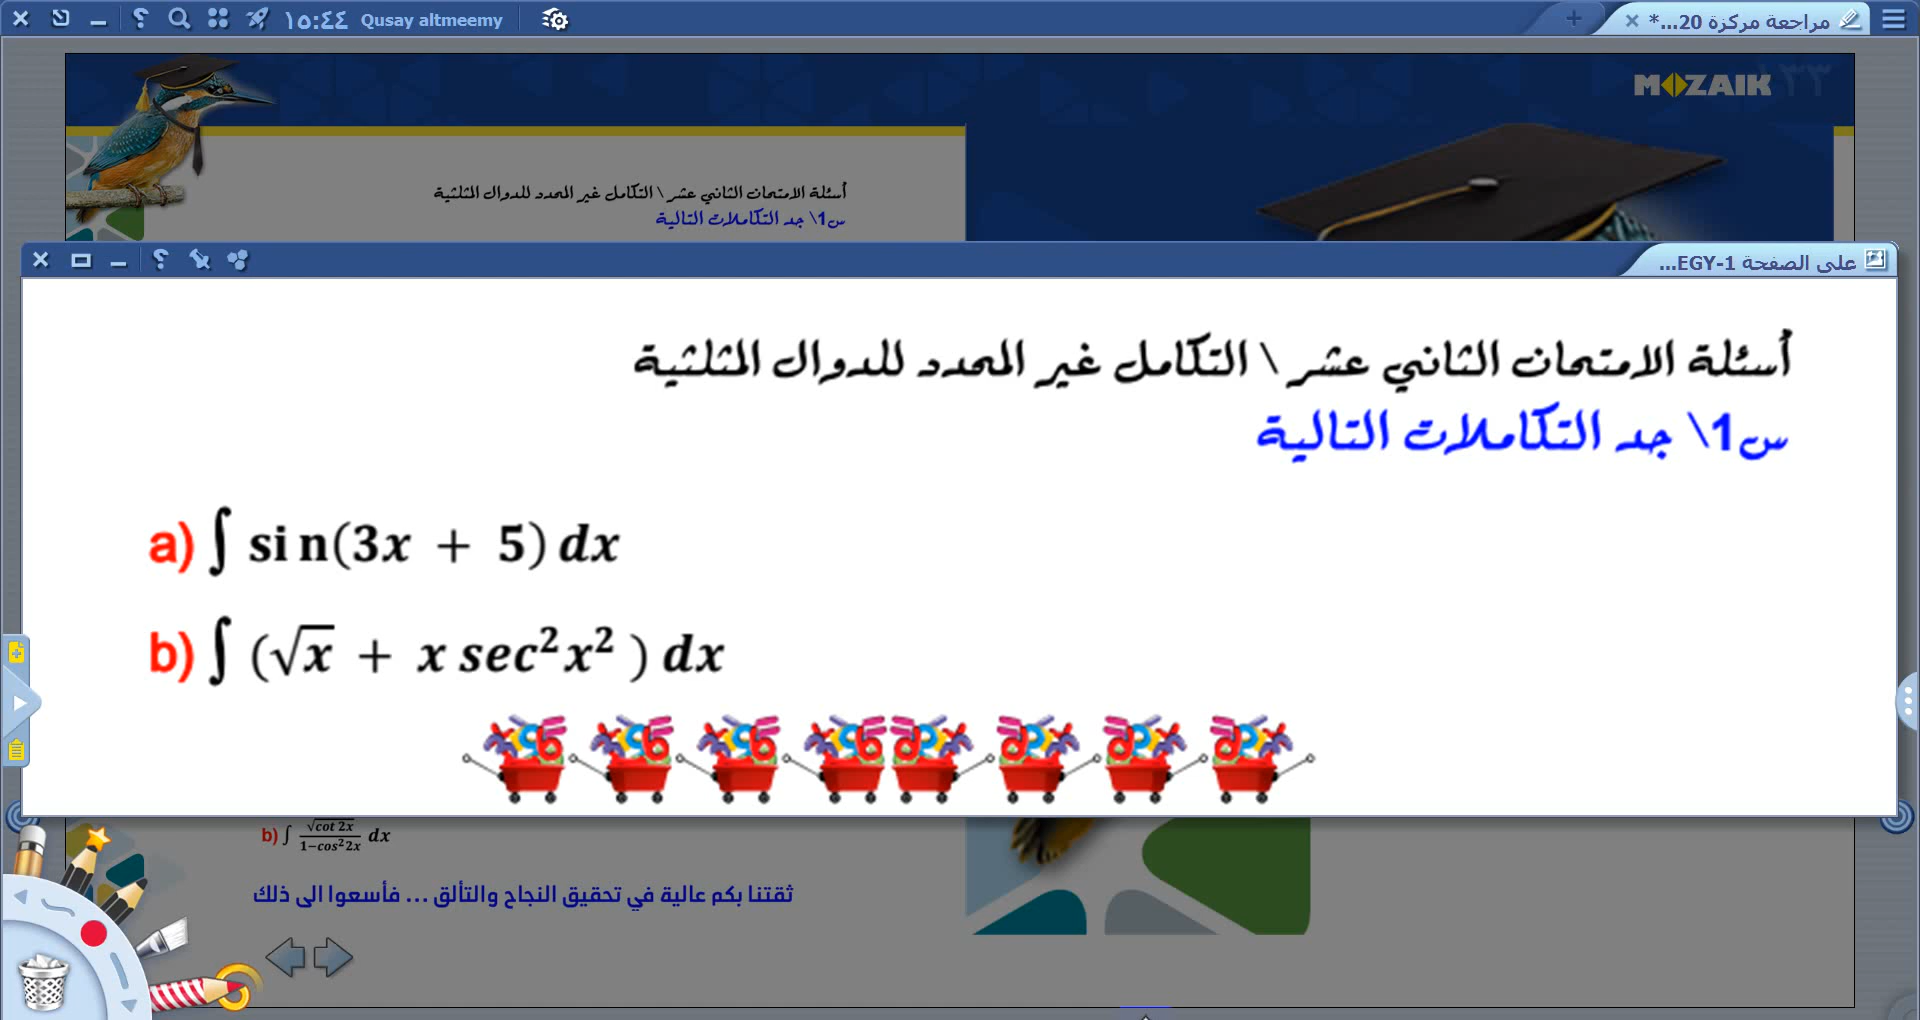 ١٥:٤٤ Qusay altmeemy
مراجعة مركزة 20...*
MOZAIK
١٣٣
أسئلة الامتحان الثاني عشر \ التكامل غير المحدد للدوال المثلثية
س1\ جد التكاملات التالية
على الصفحة EGY-1...
أسئلة الامتحان الثاني عشر \ التكامل غير المحدد للدوال المثلثية
س1\ جد التكاملات التالية
a) ∫ sin(3x + 5) dx
b) ∫ (√x + x sec²x² ) dx
b) ∫ √cot 2x / 1−cos²2x dx
ثقتنا بكم عالية في تحقيق النجاح والتألق ... فأسعوا الى ذلك